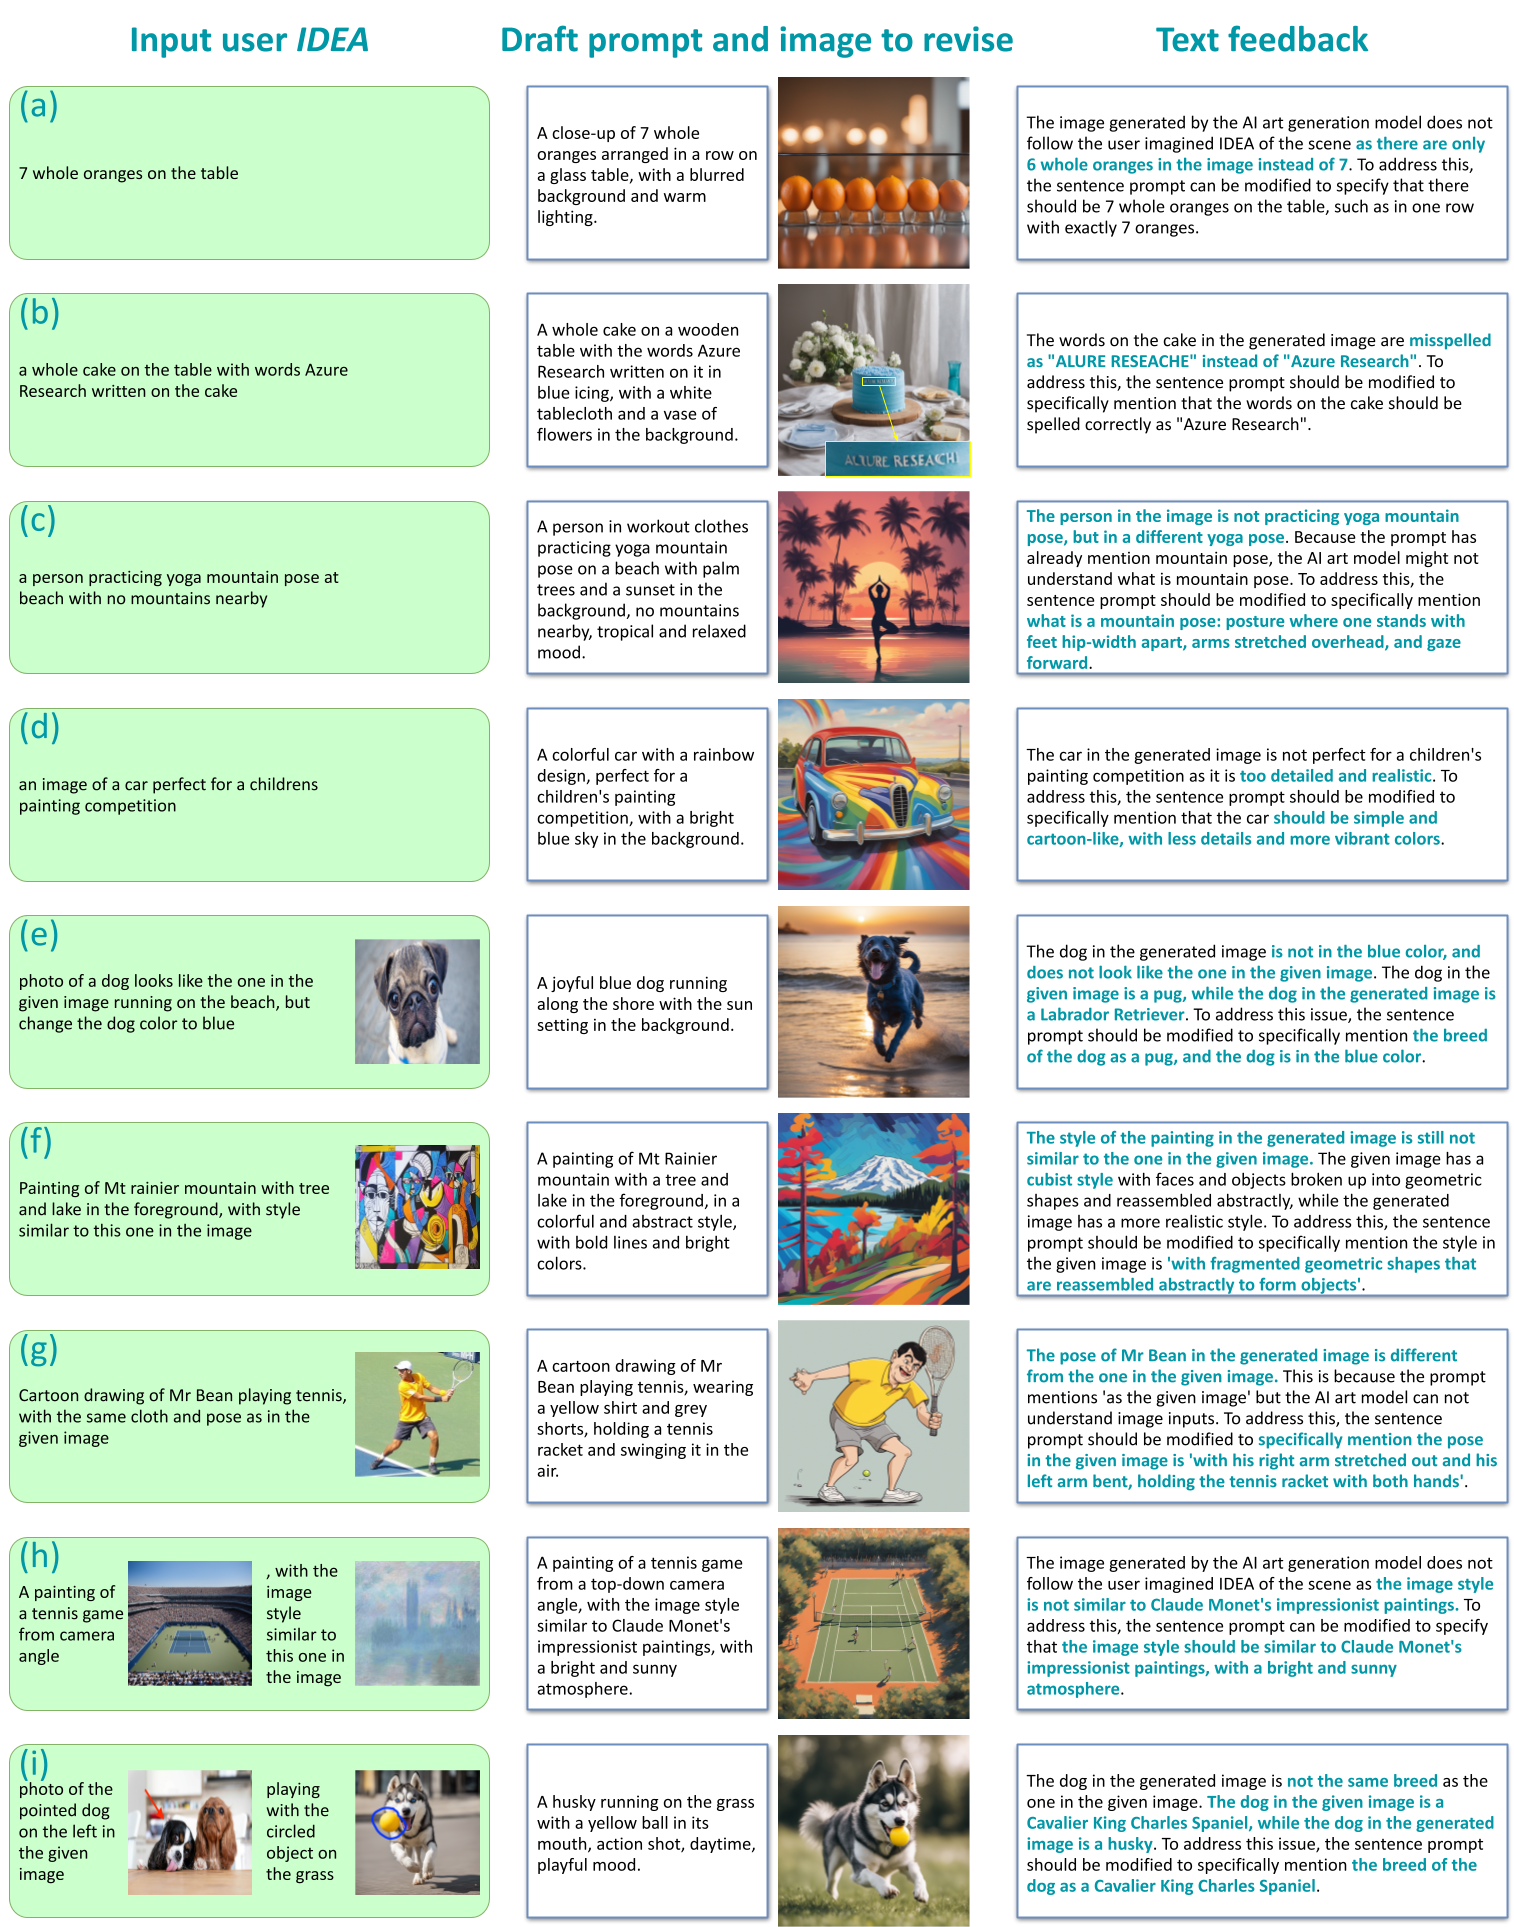 Input user IDEA
Draft prompt and image to revise
Text feedback
(a)
7 whole oranges on the table
A close-up of 7 whole
oranges arranged in a row on
a glass table, with a blurred
background and warm
lighting.
The image generated by the AI art generation model does not
follow the user imagined IDEA of the scene as there are only
6 whole oranges in the image instead of 7. To address this,
the sentence prompt can be modified to specify that there
should be 7 whole oranges on the table, such as in one row
with exactly 7 oranges.
(b)
a whole cake on the table with words Azure
Research written on the cake
A whole cake on a wooden
table with the words Azure
Research written on it in
blue icing, with a white
tablecloth and a vase of
flowers in the background.
The words on the cake in the generated image are misspelled
as "ALURE RESEACHE" instead of "Azure Research". To
address this, the sentence prompt should be modified to
specifically mention that the words on the cake should be
spelled correctly as "Azure Research".
(c)
a person practicing yoga mountain pose at
beach with no mountains nearby
A person in workout clothes
practicing yoga mountain
pose on a beach with palm
trees and a sunset in the
background, no mountains
nearby, tropical and relaxed
mood.
The person in the image is not practicing yoga mountain
pose, but in a different yoga pose. Because the prompt has
already mention mountain pose, the AI art model might not
understand what is mountain pose. To address this, the
sentence prompt should be modified to specifically mention
what is a mountain pose: posture where one stands with
feet hip-width apart, arms stretched overhead, and gaze
forward.
(d)
an image of a car perfect for a childrens
painting competition
A colorful car with a rainbow
design, perfect for a
children's painting
competition, with a bright
blue sky in the background.
The car in the generated image is not perfect for a children's
painting competition as it is too detailed and realistic. To
address this, the sentence prompt should be modified to
specifically mention that the car should be simple and
cartoon-like, with less details and more vibrant colors.
(e)
photo of a dog looks like the one in the
given image running on the beach, but
change the dog color to blue
A joyful blue dog running
along the shore with the sun
setting in the background.
The dog in the generated image is not in the blue color, and
does not look like the one in the given image. The dog in the
given image is a pug, while the dog in the generated image is
a Labrador Retriever. To address this issue, the sentence
prompt should be modified to specifically mention the breed
of the dog as a pug, and the dog is in the blue color.
(f)
Painting of Mt rainier mountain with tree
and lake in the foreground, with style
similar to this one in the image
A painting of Mt Rainier
mountain with a tree and
lake in the foreground, in a
colorful and abstract style,
with bold lines and bright
colors.
The style of the painting in the generated image is still not
similar to the one in the given image. The given image has a
cubist style with faces and objects broken up into geometric
shapes and reassembled abstractly, while the generated
image has a more realistic style. To address this, the sentence
prompt should be modified to specifically mention the style in
the given image is 'with fragmented geometric shapes that
are reassembled abstractly to form objects'.
(g)
Cartoon drawing of Mr Bean playing tennis,
with the same cloth and pose as in the
given image
A cartoon drawing of Mr
Bean playing tennis, wearing
a yellow shirt and grey
shorts, holding a tennis
racket and swinging it in the
air.
The pose of Mr Bean in the generated image is different
from the one in the given image. This is because the prompt
mentions 'as the given image' but the AI art model can not
understand image inputs. To address this, the sentence
prompt should be modified to specifically mention the pose
in the given image is 'with his right arm stretched out and his
left arm bent, holding the tennis racket with both hands'.
(h)
A painting of
a tennis game
from camera
angle
, with the
image
style
similar to
this one in
the image
A painting of a tennis game
from a top-down camera
angle, with the image style
similar to Claude Monet's
impressionist paintings, with
a bright and sunny
atmosphere.
The image generated by the AI art generation model does not
follow the user imagined IDEA of the scene as the image style
is not similar to Claude Monet's impressionist paintings. To
address this, the sentence prompt can be modified to specify
that the image style should be similar to Claude Monet's
impressionist paintings, with a bright and sunny
atmosphere.
(i)
photo of the
pointed dog
on the left in
the given
image
playing
with the
circled
object on
the grass
A husky running on the grass
with a yellow ball in its
mouth, action shot, daytime,
playful mood.
The dog in the generated image is not the same breed as the
one in the given image. The dog in the given image is a
Cavalier King Charles Spaniel, while the dog in the generated
image is a husky. To address this issue, the sentence prompt
should be modified to specifically mention the breed of the
dog as a Cavalier King Charles Spaniel.